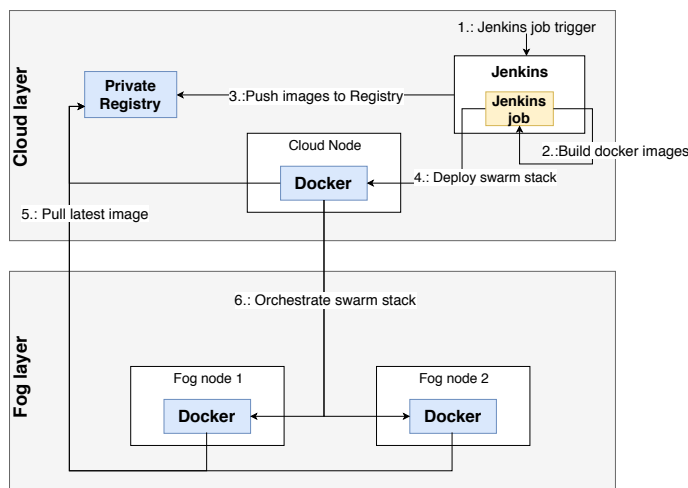 1.: Jenkins job trigger
Cloud layer
Private
Registry
Jenkins
3.:Push images to Registry
Jenkins
job
Cloud Node
2.:Build docker images
Docker
4.: Deploy swarm stack
5.: Pull latest image
6.: Orchestrate swarm stack
Fog layer
Fog node 1
Fog node 2
Docker
Docker